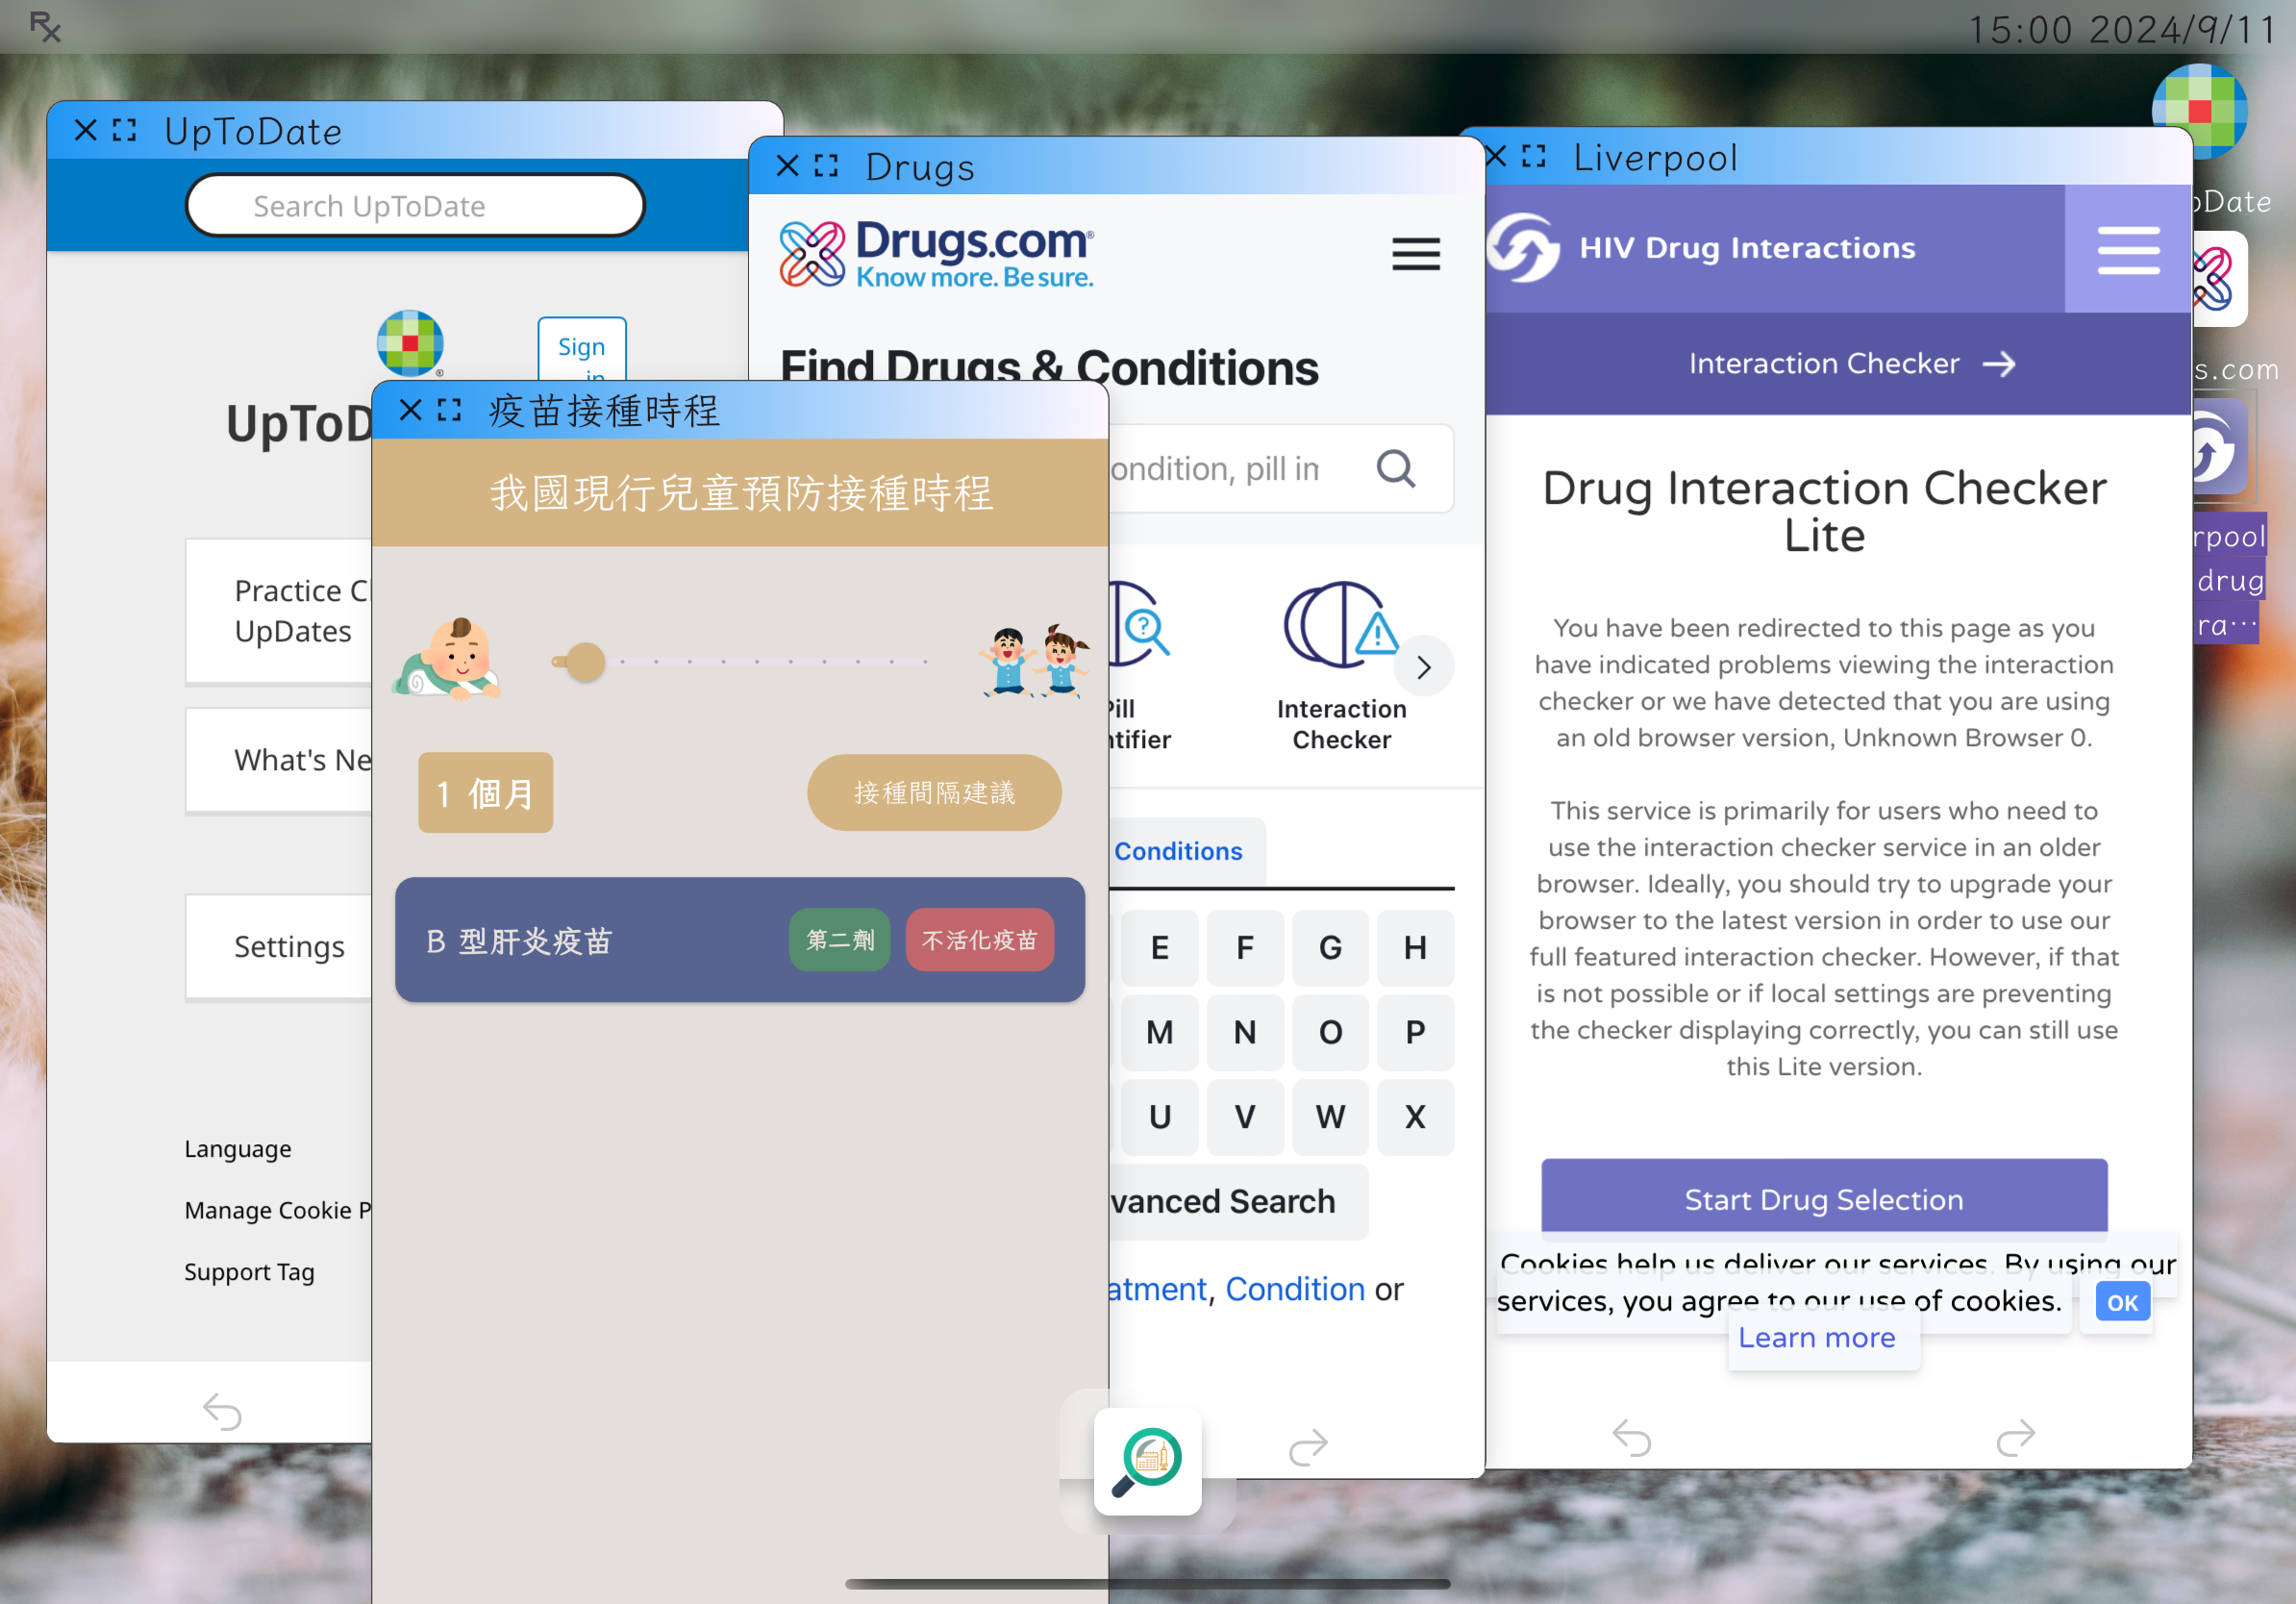 Rx
15:00 2024/9/11
UpToDate
Search UpToDate
Sign
in
UpToD
Practice C
UpDates
What's Ne
Settings
Language
Manage Cookie P
Support Tag
疫苗接種時程
我國現行兒童預防接種時程
1 個月
接種間隔建議
B 型肝炎疫苗
第二劑
不活化疫苗
Drugs
Drugs.com®
Know more. Be sure.
Find Drugs & Conditions
ondition, pill im
Pill
ntifier
Interaction
Checker
Conditions
E F G H
M N O P
U V W X
vanced Search
atment, Condition or
Liverpool
HIV Drug Interactions
Interaction Checker →
Drug Interaction Checker
Lite
You have been redirected to this page as you
have indicated problems viewing the interaction
checker or we have detected that you are using
an old browser version, Unknown Browser 0.
This service is primarily for users who need to
use the interaction checker service in an older
browser. Ideally, you should try to upgrade your
browser to the latest version in order to use our
full featured interaction checker. However, if that
is not possible or if local settings are preventing
the checker displaying correctly, you can still use
this Lite version.
Start Drug Selection
Cookies help us deliver our services. By using our
services, you agree to our use of cookies.
OK
Learn more
pDate
s.com
rpool
drug
ra…